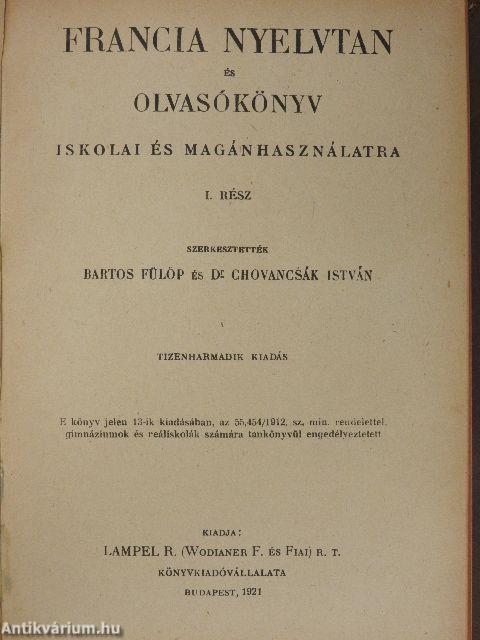 FRANCIA NYELVTAN
ÉS
OLVASÓKÖNYV
ISKOLAI ÉS MAGÁNHASZNÁLATRA
I. RÉSZ
SZERKESZTETTÉK
BARTOS FÜLÖP ÉS Dr CHOVANCSÁK ISTVÁN
TIZENHARMADIK KIADÁS
E könyv jelen 13-ik kiadásában, az 55,454/1912. sz. min. rendelettel,
gimnáziumok és reáliskolák számára tankönyvül engedélyeztetett
KIADJA:
LAMPEL R. (WODIANER F. ÉS FIAI) R. T.
KÖNYVKIADÓVÁLLALATA
BUDAPEST, 1921
Antikvárium.hu